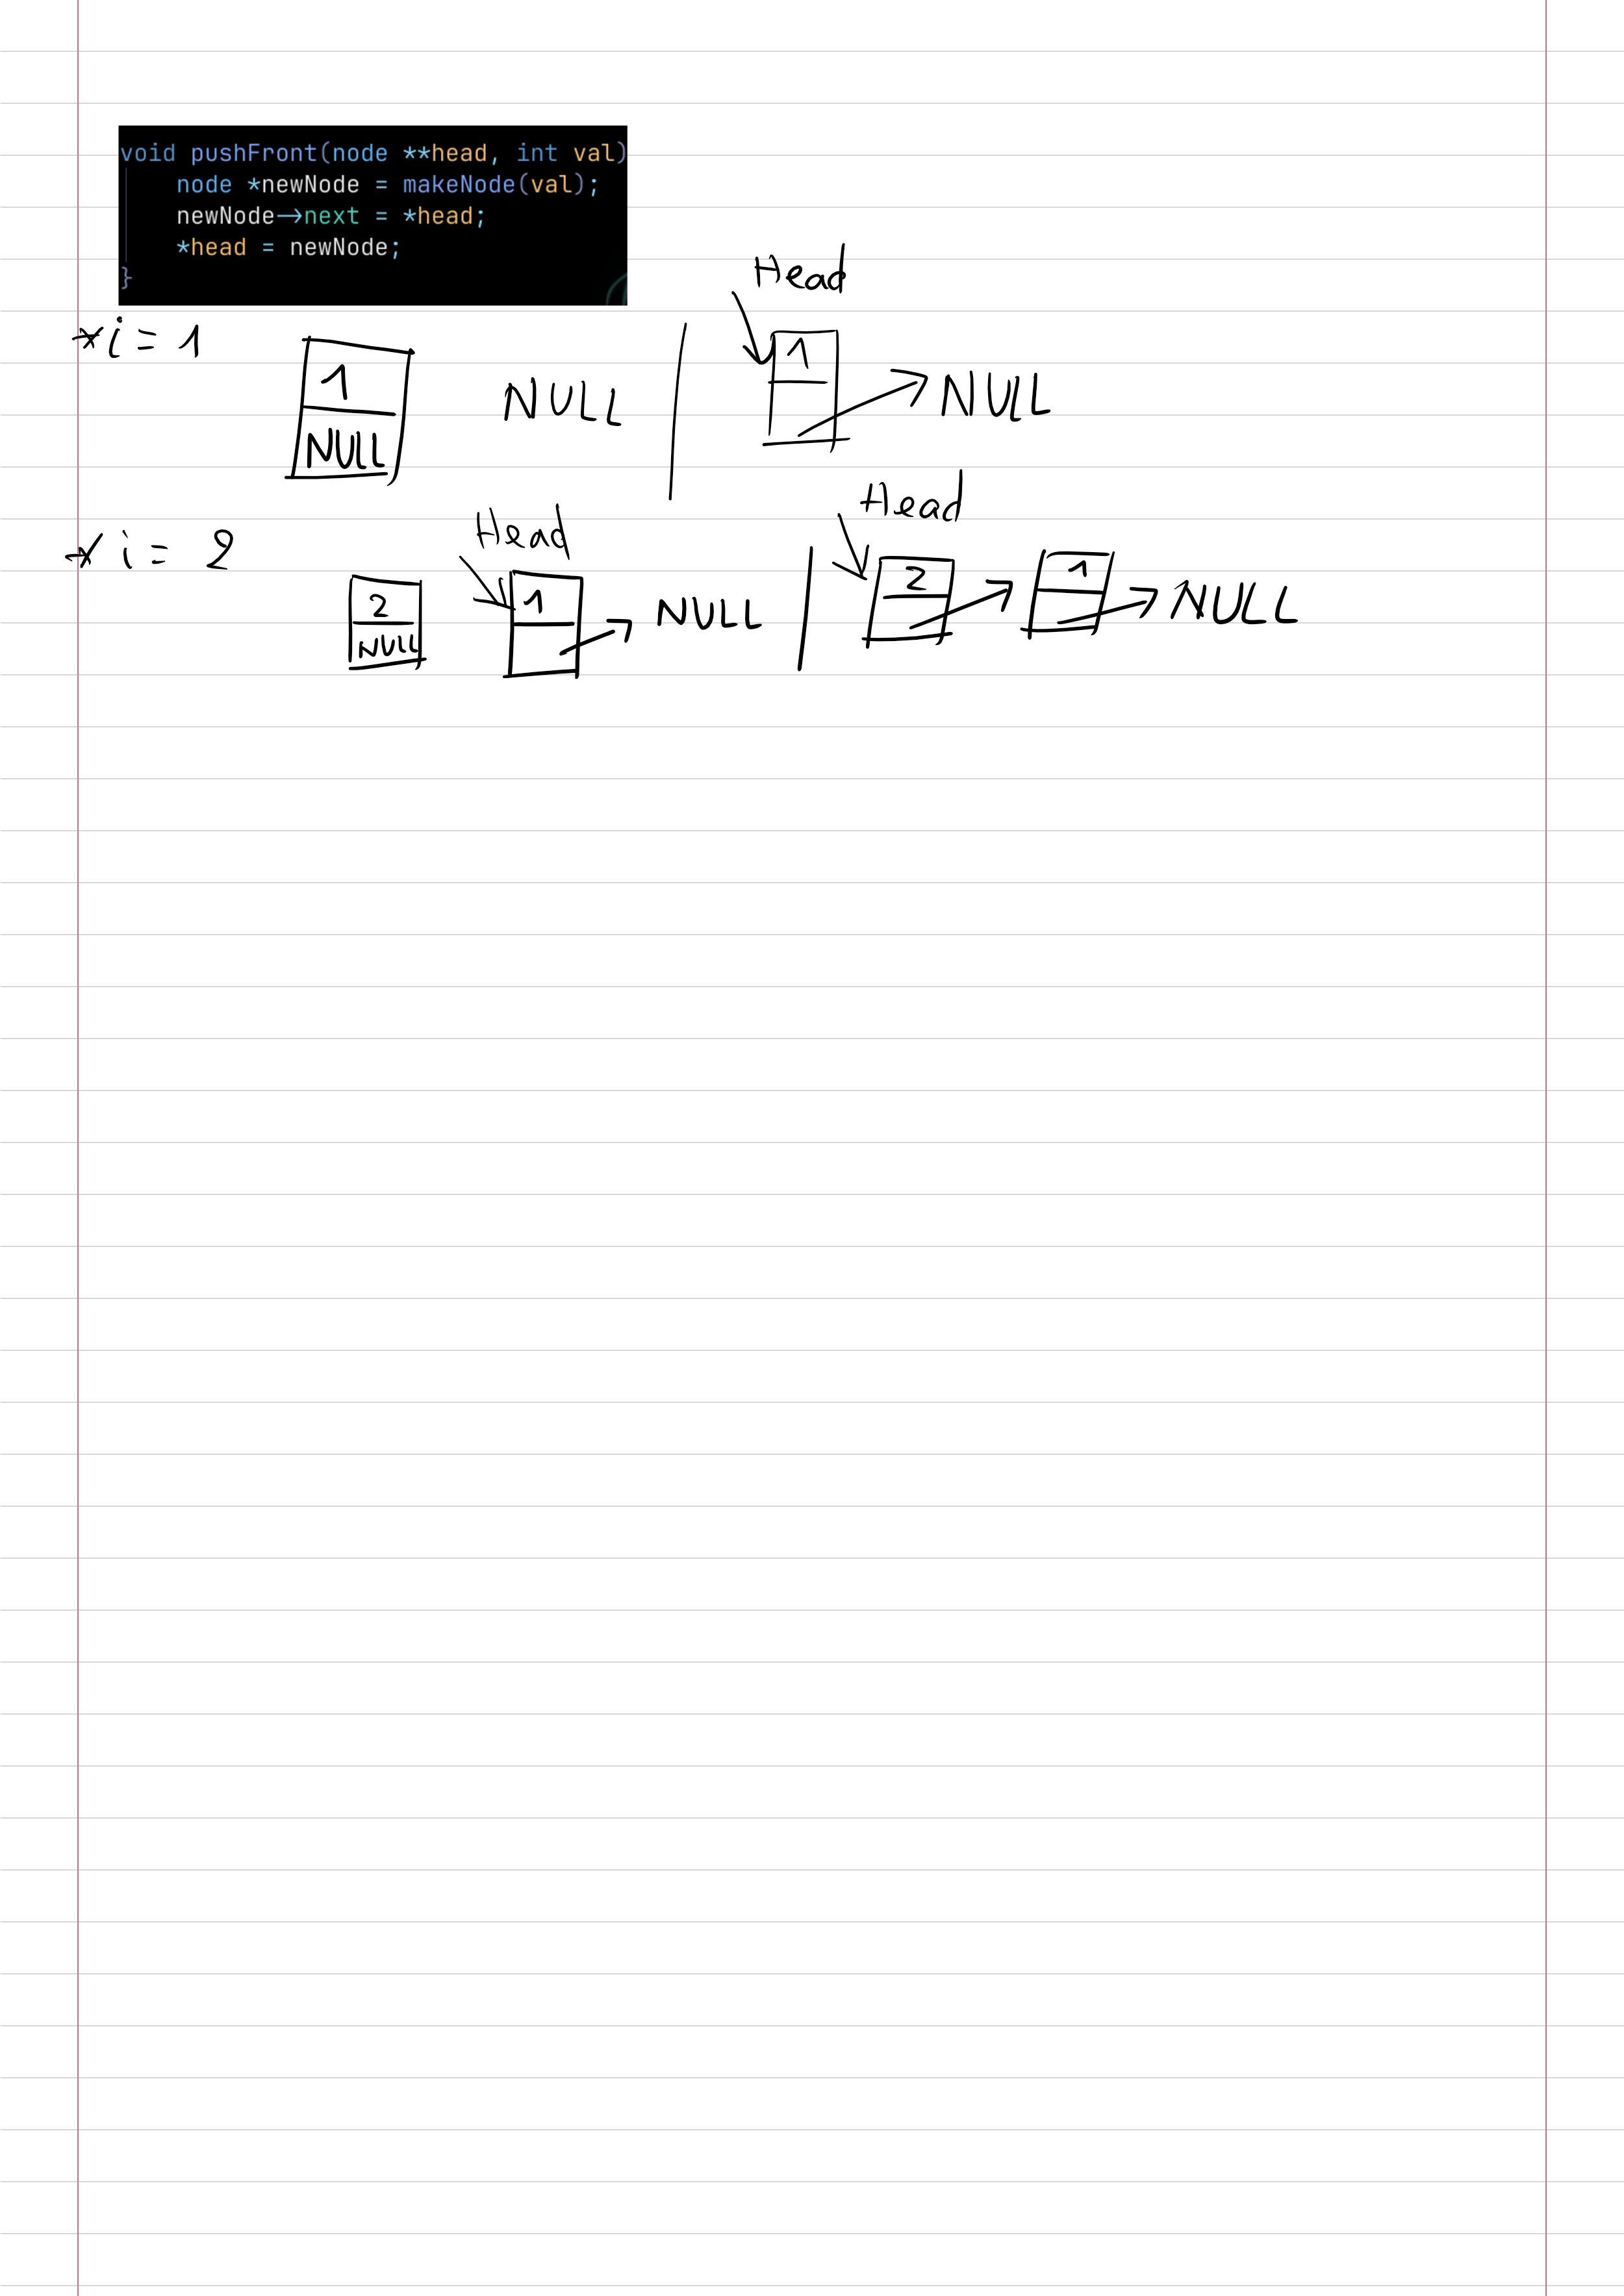 void pushFront(node **head, int val)
node *newNode = makeNode(val);
newNode→next = *head;
*head = newNode;
}
*i = 1
1
NULL
NULL
Head
1
NULL
*i = 2
2
NULL
Head
1
NULL
Head
2
1
NULL